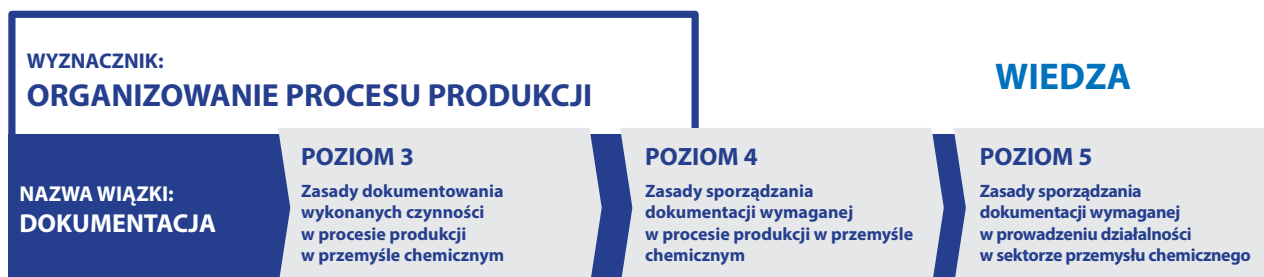 WYZNACZNIK:
ORGANIZOWANIE PROCESU PRODUKCJI
WIEDZA
NAZWA WIĄZKI:
DOKUMENTACJA
POZIOM 3
Zasady dokumentowania
wykonanych czynności
w procesie produkcji
w przemyśle chemicznym
POZIOM 4
Zasady sporządzania
dokumentacji wymaganej
w procesie produkcji w przemyśle
chemicznym
POZIOM 5
Zasady sporządzania
dokumentacji wymaganej
w prowadzeniu działalności
w sektorze przemysłu chemicznego